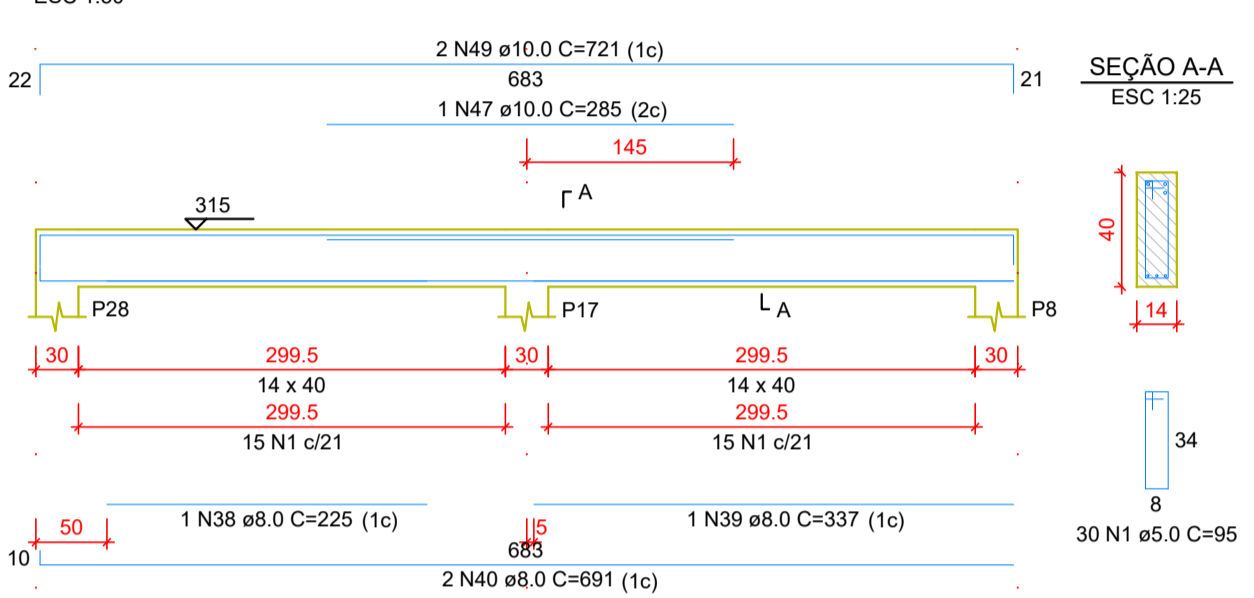 2 N49 ø10.0 C=721 (1c)
22
683
21
1 N47 ø10.0 C=285 (2c)
145
SEÇÃO A-A
ESC 1:25
A
315
40
14
P28
P17
A
P8
30
299.5
30
299.5
30
14 x 40
14 x 40
299.5
299.5
15 N1 c/21
15 N1 c/21
34
8
30 N1 ø5.0 C=95
1 N38 ø8.0 C=225 (1c)
1 N39 ø8.0 C=337 (1c)
50
5
10
683
2 N40 ø8.0 C=691 (1c)